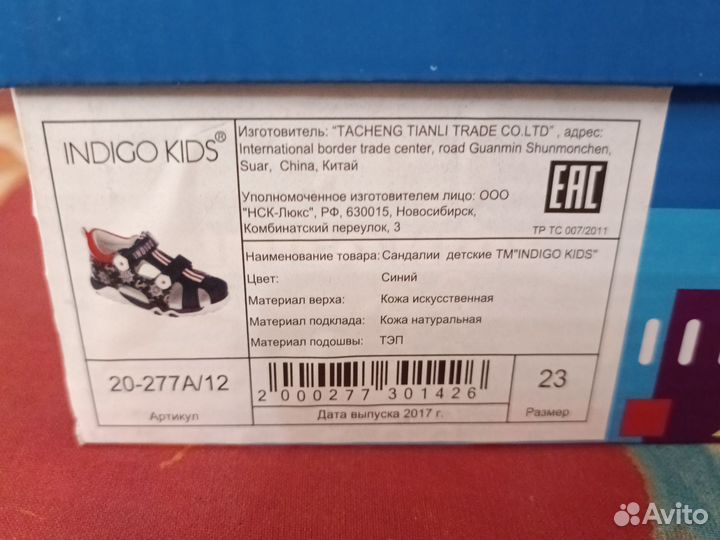 INDIGO KIDS®
Изготовитель: "TACHENG TIANLI TRADE CO.LTD" , адрес:
International border trade center, road Guanmin Shunmonchen,
Suar, China, Китай
Уполномоченное изготовителем лицо: ООО
"НСК-Люкс", РФ, 630015, Новосибирск,
Комбинатский переулок, 3
EAC
ТР ТС 007/2011
Наименование товара: Сандалии детские ТМ"INDIGO KIDS"
Цвет: Синий
Материал верха: Кожа искусственная
Материал подклада: Кожа натуральная
Материал подошвы: ТЭП
20-277A/12
Артикул
2 000277 301426
Дата выпуска 2017 г.
23
Размер
Avito